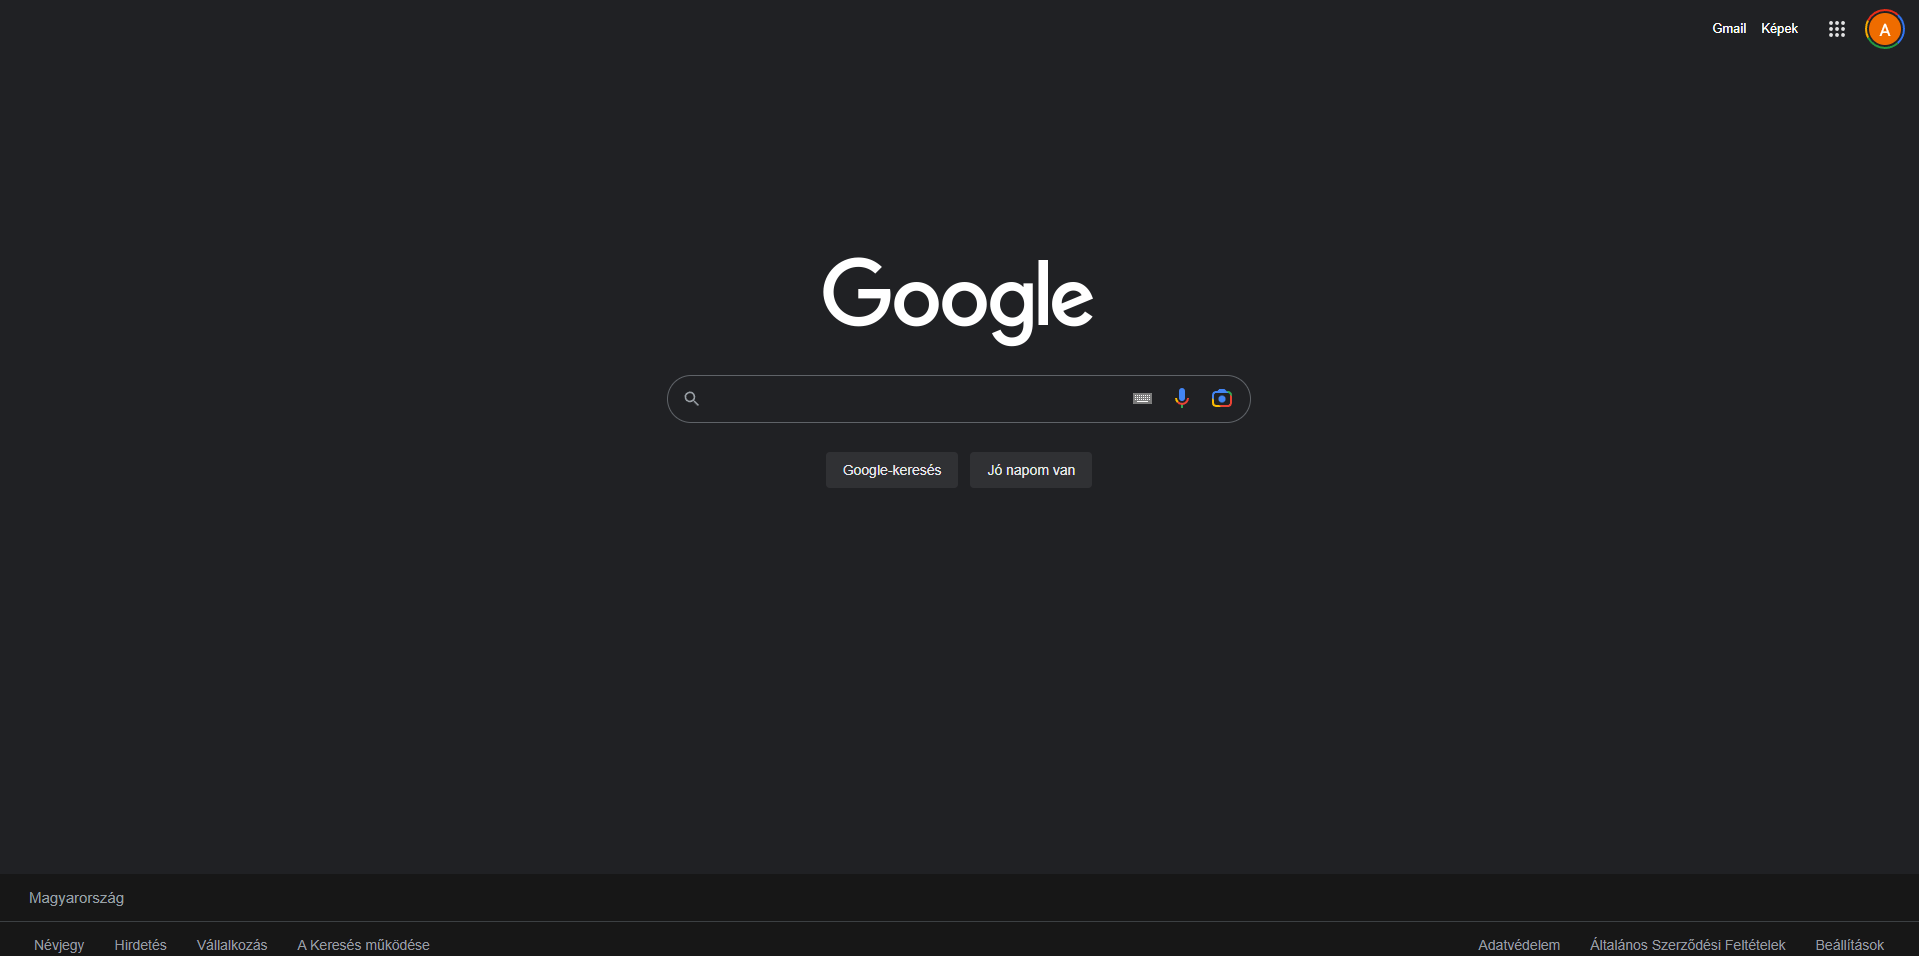 Gmail Képek A
Google
Google-keresés Jó napom van
Magyarország
Névjegy Hirdetés Vállalkozás A Keresés működése Adatvédelem Általános Szerződési Feltételek Beállítások